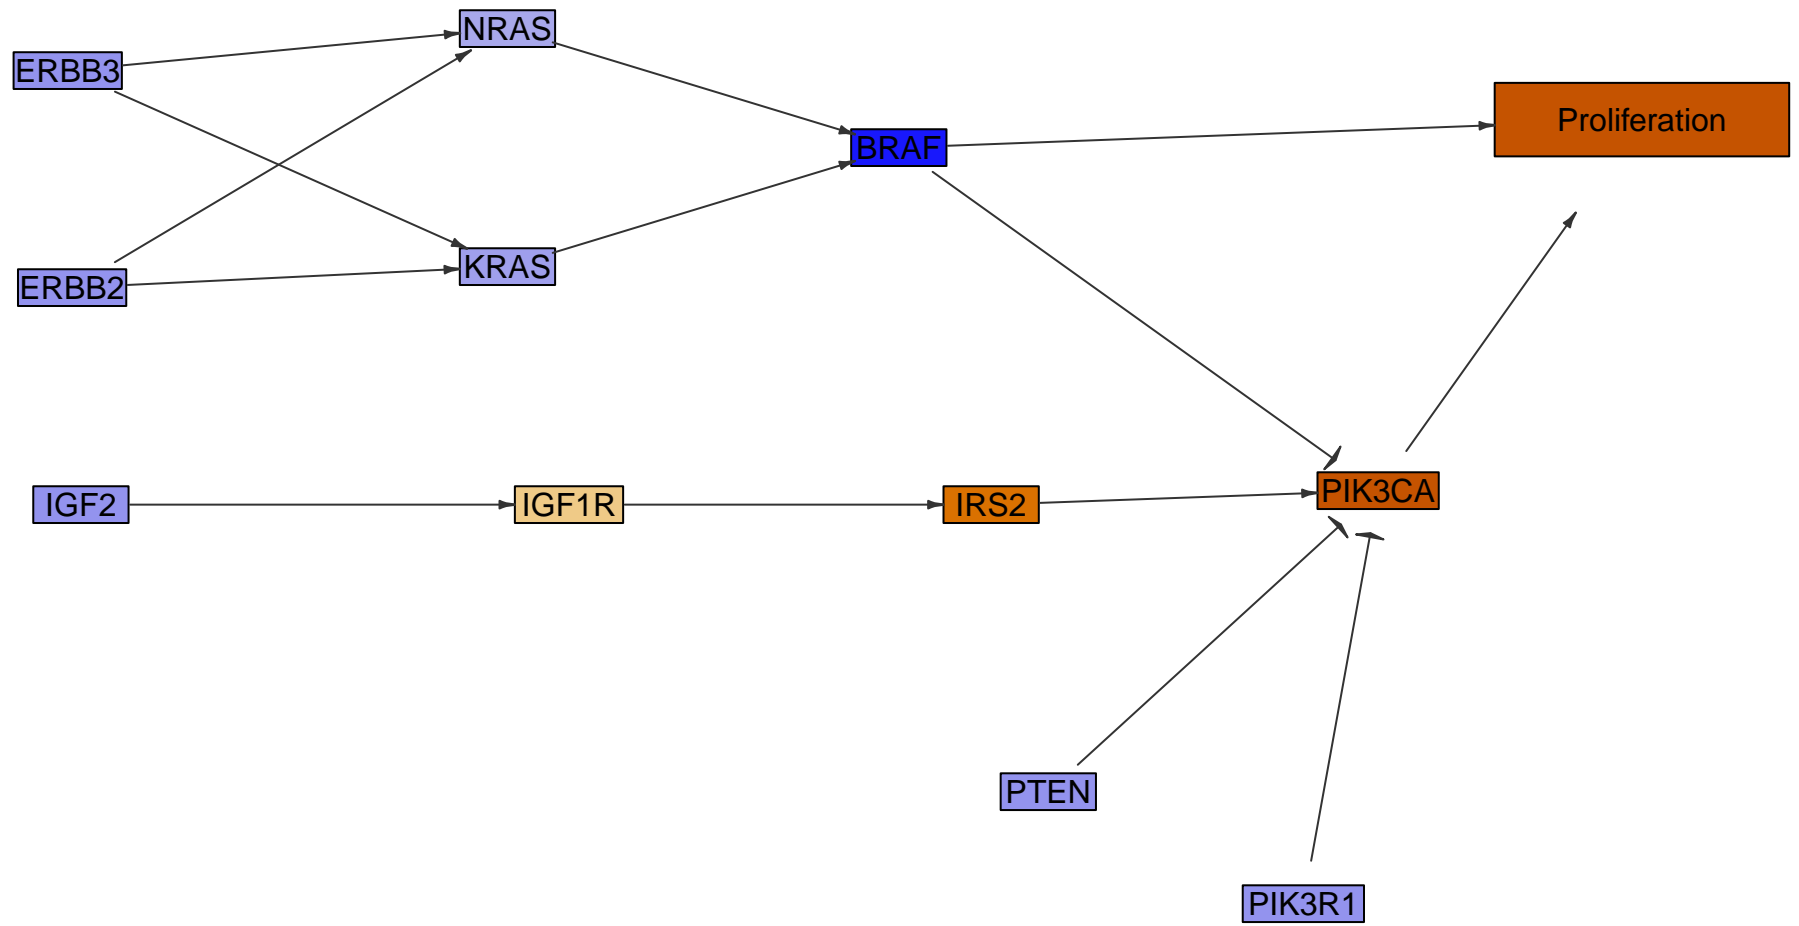 NRAS
ERBB3
Proliferation
BRAF
KRAS
ERBB2
PIK3CA
IGF2
IGF1R
IRS2
PTEN
PIK3R1